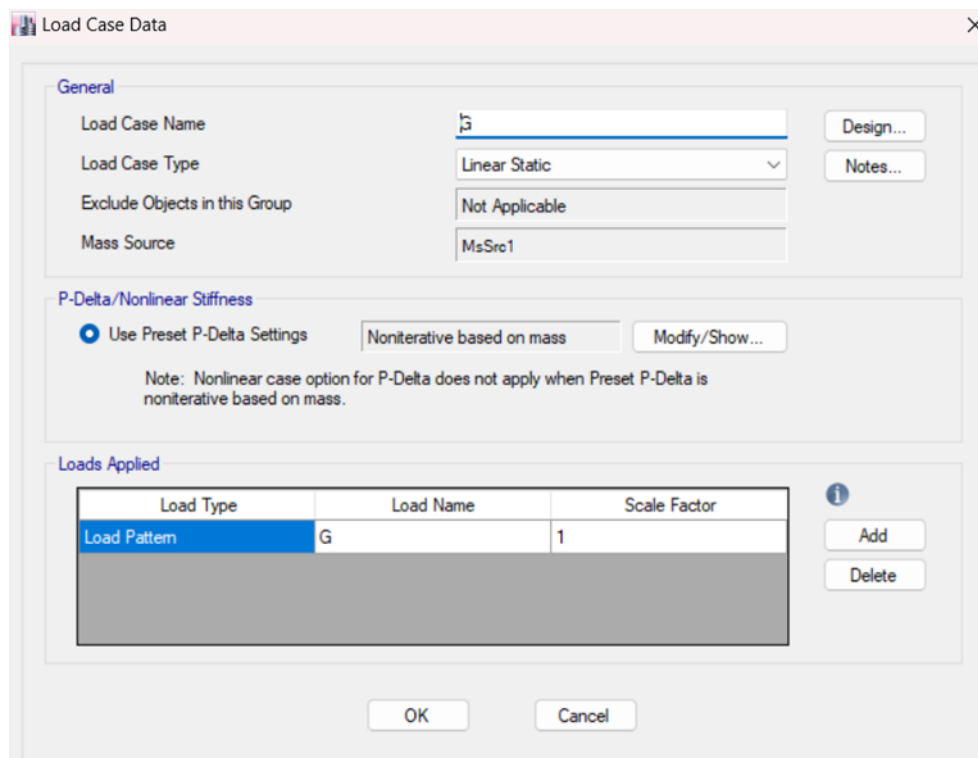 Load Case Data
General
Load Case Name G Design...
Load Case Type Linear Static Notes...
Exclude Objects in this Group Not Applicable
Mass Source MsSrc1
P-Delta/Nonlinear Stiffness
Use Preset P-Delta Settings Noniterative based on mass Modify/Show...
Note: Nonlinear case option for P-Delta does not apply when Preset P-Delta is
noniterative based on mass.
Loads Applied
Load Type Load Name Scale Factor
Load Pattern G 1
Add
Delete
OK Cancel